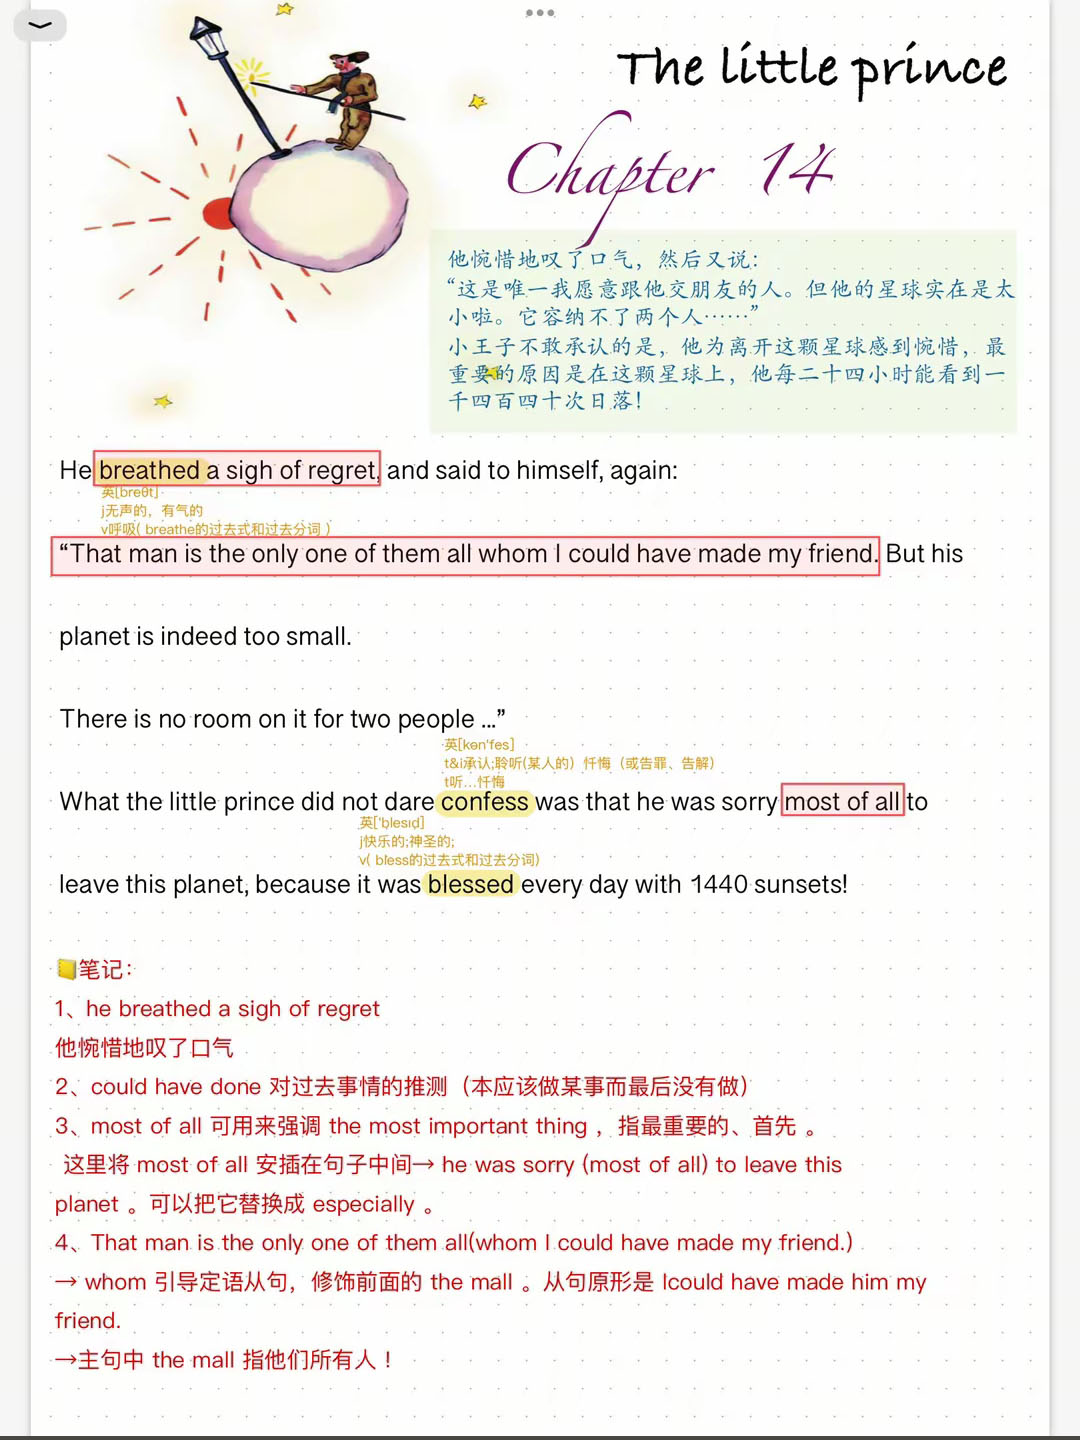 The little prince
Chapter 14
他惋惜地叹了口气，然后又说：
“这是唯一我愿意跟他交朋友的人。但他的星球实在是太
小啦。它容纳不了两个人……”
小王子不敢承认的是，他为离开这颗星球感到惋惜，最
重要的原因是在这颗星球上，他每二十四小时能看到一
千四百四十次日落！
He breathed a sigh of regret, and said to himself, again:
英[breθt]
j无声的，有气的
v呼吸( breathe的过去式和过去分词 )
“That man is the only one of them all whom I could have made my friend. But his
planet is indeed too small.
There is no room on it for two people ...”
英[kən'fes]
t&i承认;聆听(某人的）忏悔（或告罪、告解）
t听…忏悔
What the little prince did not dare confess was that he was sorry most of all to
英['blesɪd]
j快乐的;神圣的;
v( bless的过去式和过去分词)
leave this planet, because it was blessed every day with 1440 sunsets!
📒笔记：
1、he breathed a sigh of regret
他惋惜地叹了口气
2、could have done 对过去事情的推测（本应该做某事而最后没有做）
3、most of all 可用来强调 the most important thing ，指最重要的、首先 。
这里将 most of all 安插在句子中间→ he was sorry (most of all) to leave this
planet 。可以把它替换成 especially 。
4、That man is the only one of them all(whom I could have made my friend.)
→ whom 引导定语从句，修饰前面的 the mall 。从句原形是 Icould have made him my
friend.
→主句中 the mall 指他们所有人！